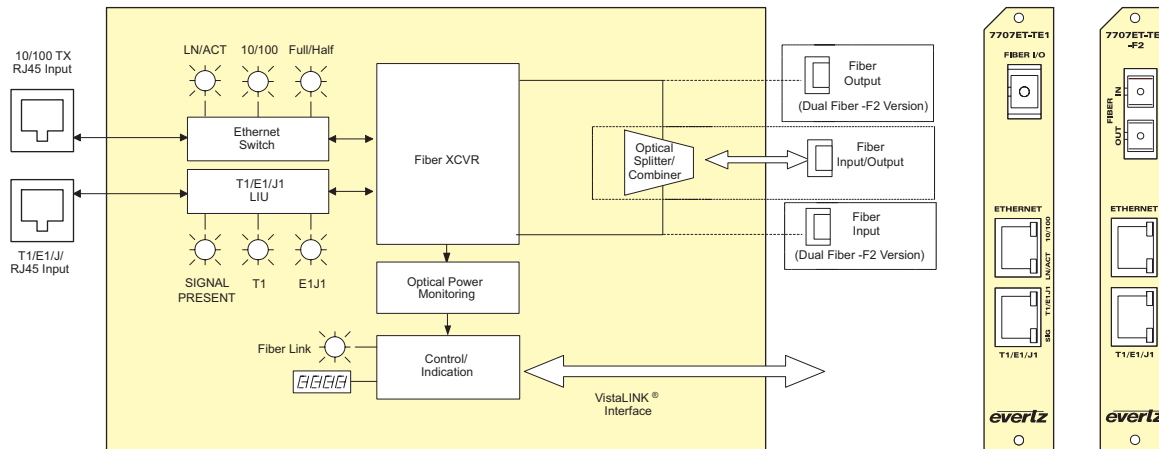 10/100 TX
RJ45 Input
T1/E1/J/
RJ45 Input
LN/ACT
10/100
Full/Half
Ethernet
Switch
T1/E1/J1
LIU
SIGNAL
PRESENT
T1
E1J1
Fiber XCVR
Optical Power
Monitoring
Fiber Link
Control/
Indication
VistaLINK ®
Interface
Optical
Splitter/
Combiner
Fiber
Output
(Dual Fiber -F2 Version)
Fiber
Input/Output
Fiber
Input
(Dual Fiber -F2 Version)
7707ET-TE1
FIBER I/O
ETHERNET
LN/ACT 10/100
SIG T1/E1J1
T1/E1/J1
evertz
7707ET-TE
-F2
FIBER
OUT IN
ETHERNET
T1/E1/J1
evertz